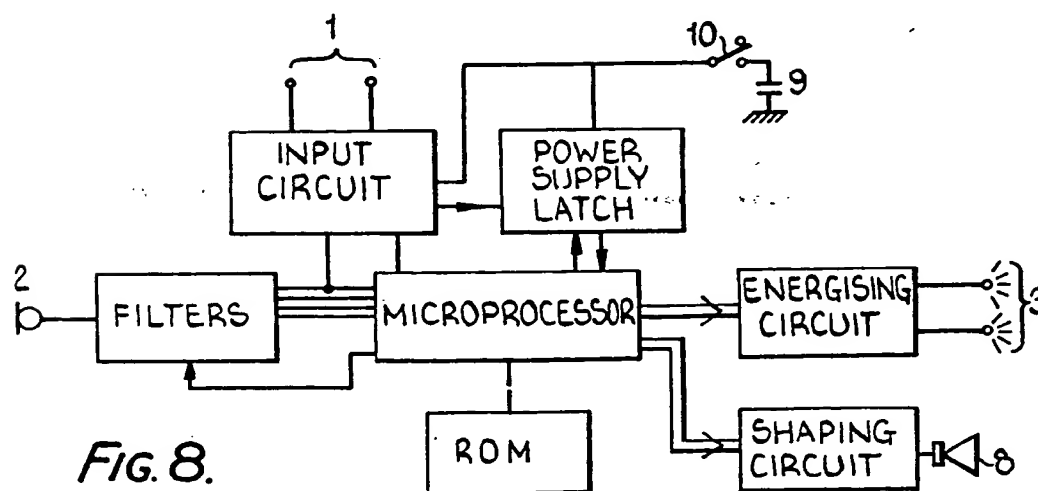 1
10
9
INPUT
CIRCUIT
POWER
SUPPLY
LATCH
2
FILTERS
MICROPROCESSOR
ENERGISING
CIRCUIT
3
ROM
SHAPING
CIRCUIT
8
FIG. 8.